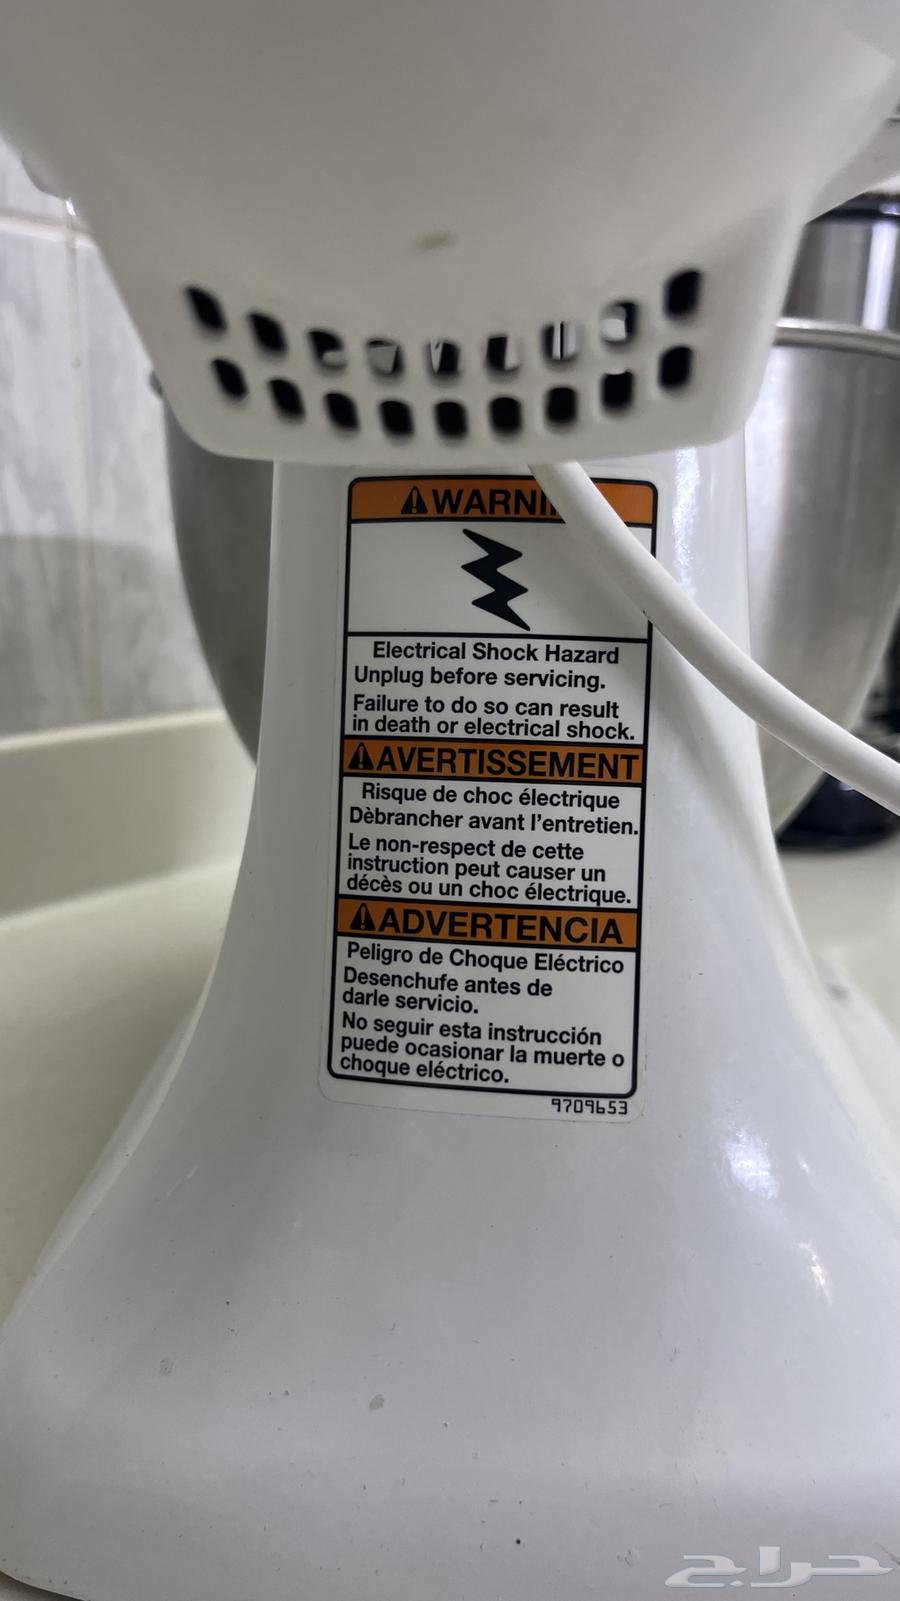 WARNI
Electrical Shock Hazard
Unplug before servicing.
Failure to do so can result
in death or electrical shock.
AVERTISSEMENT
Risque de choc électrique
Dèbrancher avant l'entretien.
Le non-respect de cette
instruction peut causer un
décès ou un choc électrique.
ADVERTENCIA
Peligro de Choque Eléctrico
Desenchufe antes de
darle servicio.
No seguir esta instrucción
puede ocasionar la muerte o
choque eléctrico.
9709653
حراج